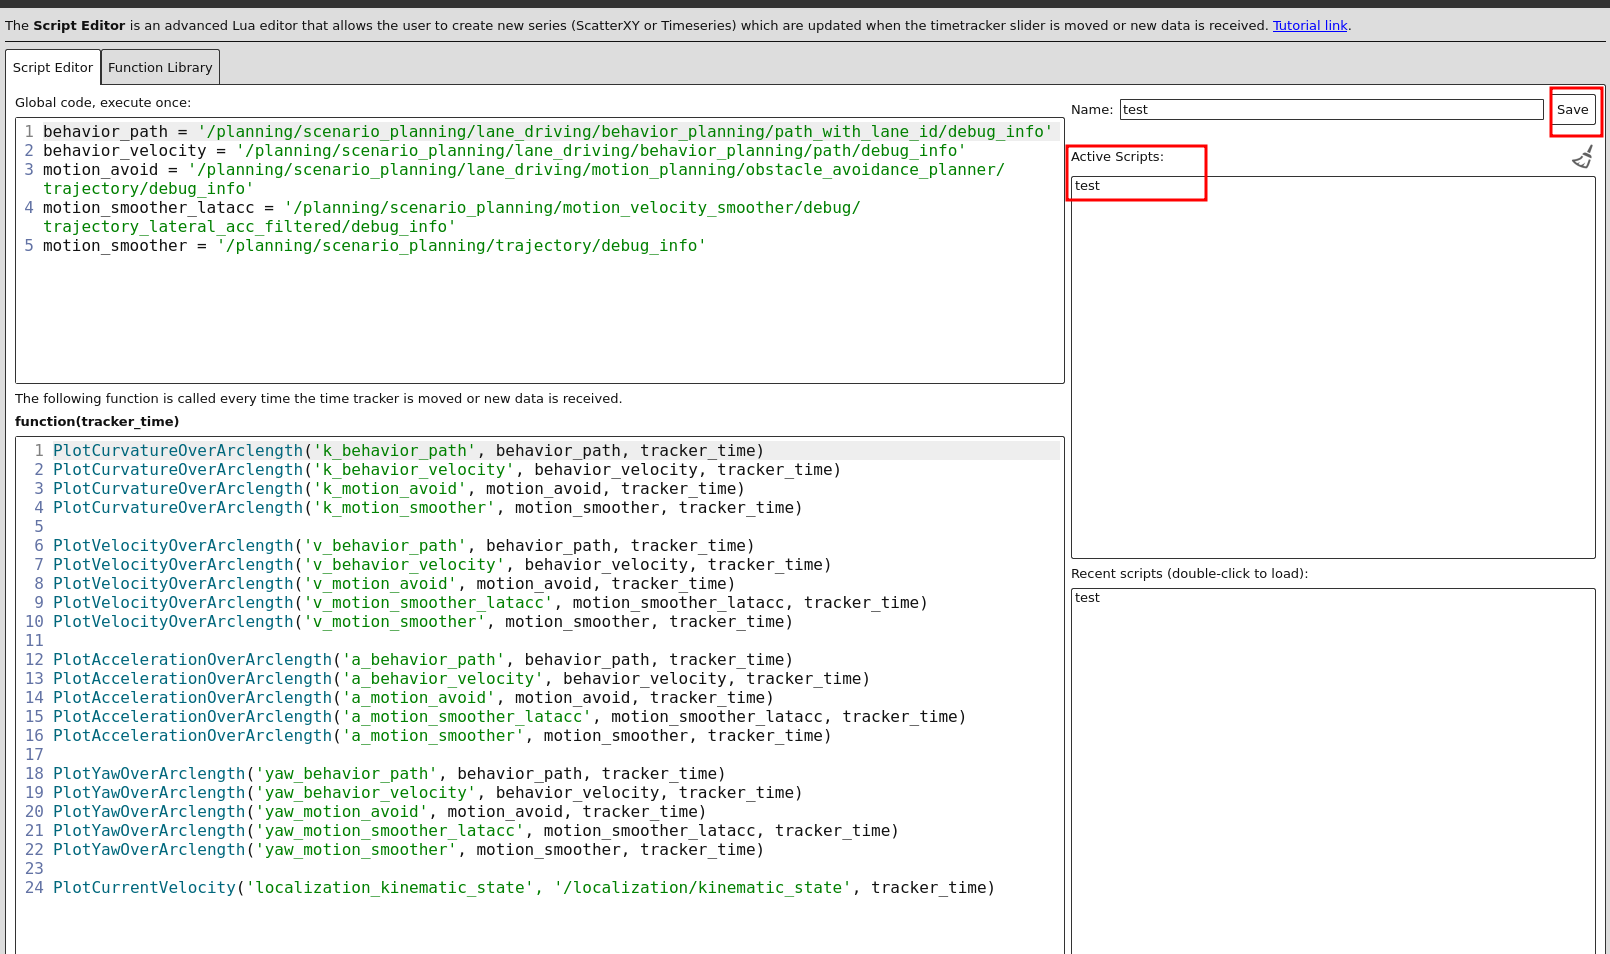 The Script Editor is an advanced Lua editor that allows the user to create new series (ScatterXY or Timeseries) which are updated when the timetracker slider is moved or new data is received. Tutorial link.
Script Editor
Function Library
Global code, execute once:
1 behavior_path = '/planning/scenario_planning/lane_driving/behavior_planning/path_with_lane_id/debug_info'
2 behavior_velocity = '/planning/scenario_planning/lane_driving/behavior_planning/path/debug_info'
3 motion_avoid = '/planning/scenario_planning/lane_driving/motion_planning/obstacle_avoidance_planner/
trajectory/debug_info'
4 motion_smoother_latacc = '/planning/scenario_planning/motion_velocity_smoother/debug/
trajectory_lateral_acc_filtered/debug_info'
5 motion_smoother = '/planning/scenario_planning/trajectory/debug_info'
The following function is called every time the time tracker is moved or new data is received.
function(tracker_time)
1 PlotCurvatureOverArclength('k_behavior_path', behavior_path, tracker_time)
2 PlotCurvatureOverArclength('k_behavior_velocity', behavior_velocity, tracker_time)
3 PlotCurvatureOverArclength('k_motion_avoid', motion_avoid, tracker_time)
4 PlotCurvatureOverArclength('k_motion_smoother', motion_smoother, tracker_time)
5
6 PlotVelocityOverArclength('v_behavior_path', behavior_path, tracker_time)
7 PlotVelocityOverArclength('v_behavior_velocity', behavior_velocity, tracker_time)
8 PlotVelocityOverArclength('v_motion_avoid', motion_avoid, tracker_time)
9 PlotVelocityOverArclength('v_motion_smoother_latacc', motion_smoother_latacc, tracker_time)
10 PlotVelocityOverArclength('v_motion_smoother', motion_smoother, tracker_time)
11
12 PlotAccelerationOverArclength('a_behavior_path', behavior_path, tracker_time)
13 PlotAccelerationOverArclength('a_behavior_velocity', behavior_velocity, tracker_time)
14 PlotAccelerationOverArclength('a_motion_avoid', motion_avoid, tracker_time)
15 PlotAccelerationOverArclength('a_motion_smoother_latacc', motion_smoother_latacc, tracker_time)
16 PlotAccelerationOverArclength('a_motion_smoother', motion_smoother, tracker_time)
17
18 PlotYawOverArclength('yaw_behavior_path', behavior_path, tracker_time)
19 PlotYawOverArclength('yaw_behavior_velocity', behavior_velocity, tracker_time)
20 PlotYawOverArclength('yaw_motion_avoid', motion_avoid, tracker_time)
21 PlotYawOverArclength('yaw_motion_smoother_latacc', motion_smoother_latacc, tracker_time)
22 PlotYawOverArclength('yaw_motion_smoother', motion_smoother, tracker_time)
23
24 PlotCurrentVelocity('localization_kinematic_state', '/localization/kinematic_state', tracker_time)
Name: test
Save
Active Scripts:
test
Recent scripts (double-click to load):
test